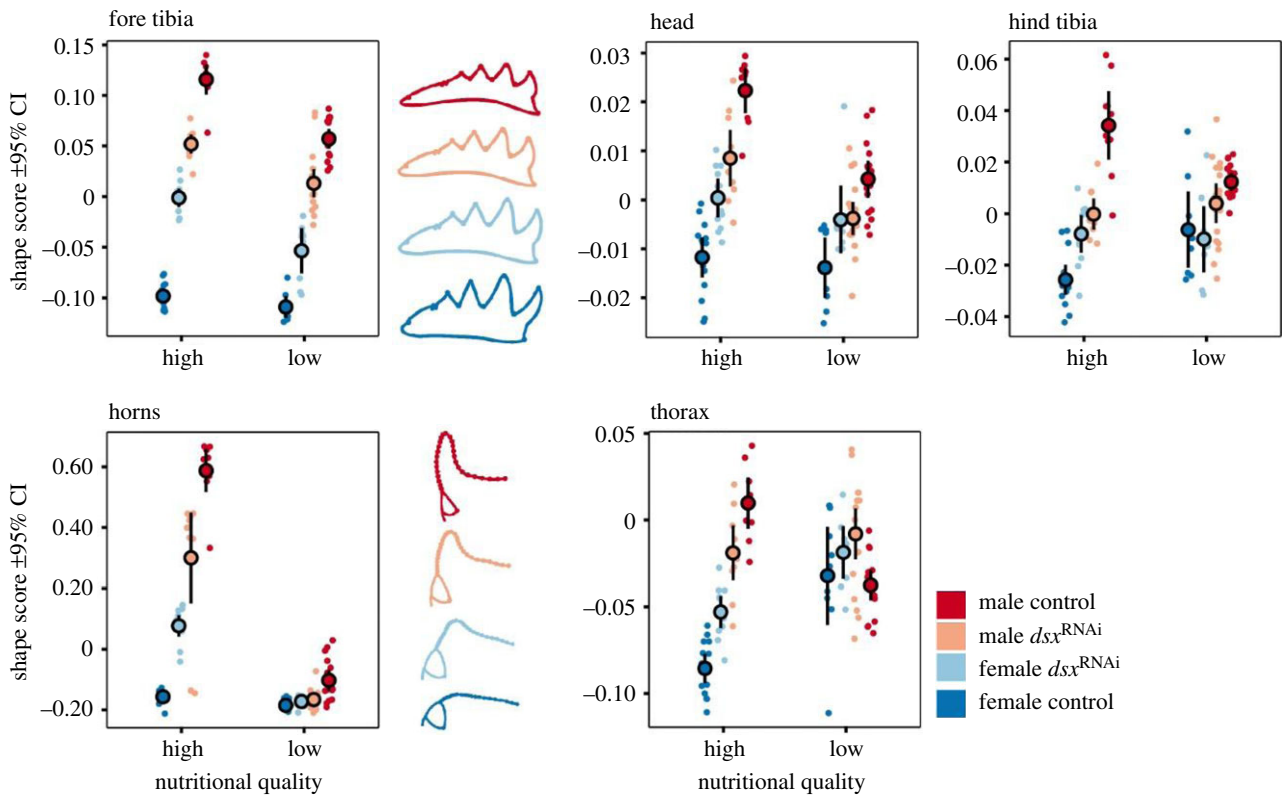 fore tibia
0.15
0.10
0.05
0
–0.05
–0.10
shape score ±95% CI
high
low
head
0.03
0.02
0.01
0
–0.01
–0.02
high
low
hind tibia
0.06
0.04
0.02
0
–0.02
–0.04
high
low
horns
0.60
0.40
0.20
0
–0.20
shape score ±95% CI
high
low
nutritional quality
thorax
0.05
0
–0.05
–0.10
high
low
nutritional quality
male control
male dsxRNAi
female dsxRNAi
female control